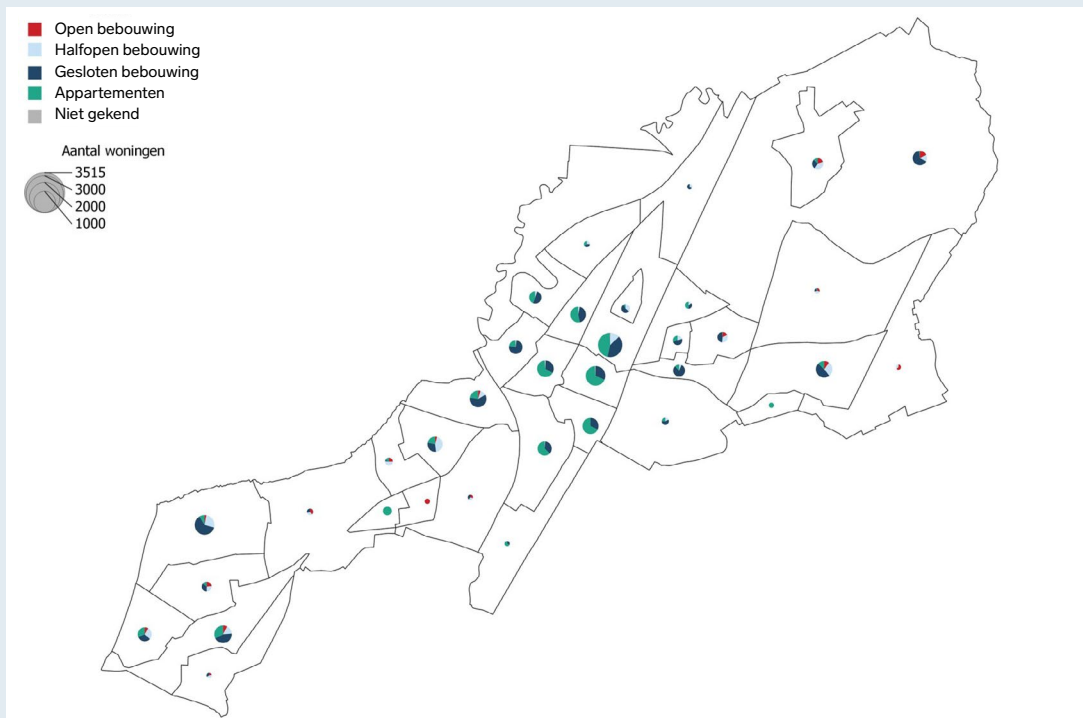 Open bebouwing
Halfopen bebouwing
Gesloten bebouwing
Appartementen
Niet gekend
Aantal woningen
3515
3000
2000
1000